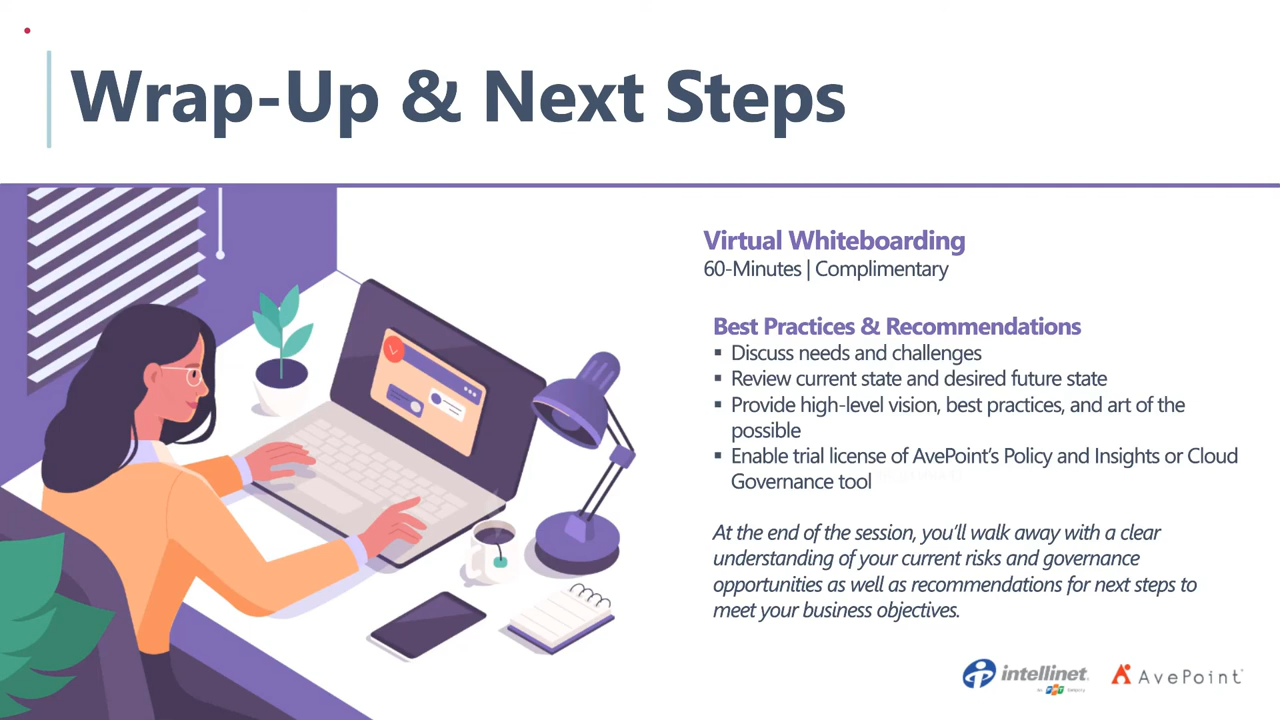 Wrap-Up & Next Steps
Virtual Whiteboarding
60-Minutes | Complimentary
Best Practices & Recommendations
▪ Discuss needs and challenges
▪ Review current state and desired future state
▪ Provide high-level vision, best practices, and art of the
possible
▪ Enable trial license of AvePoint's Policy and Insights or Cloud
Governance tool
At the end of the session, you'll walk away with a clear
understanding of your current risks and governance
opportunities as well as recommendations for next steps to
meet your business objectives.
intellinet
An FPT Company
AvePoint